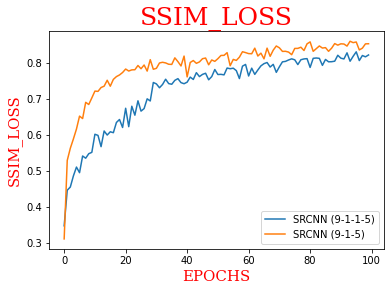 SSIM_LOSS
SSIM_LOSS
0.8
0.7
0.6
0.5
0.4
0.3
0
20
40
60
80
100
EPOCHS
SRCNN (9-1-1-5)
SRCNN (9-1-5)